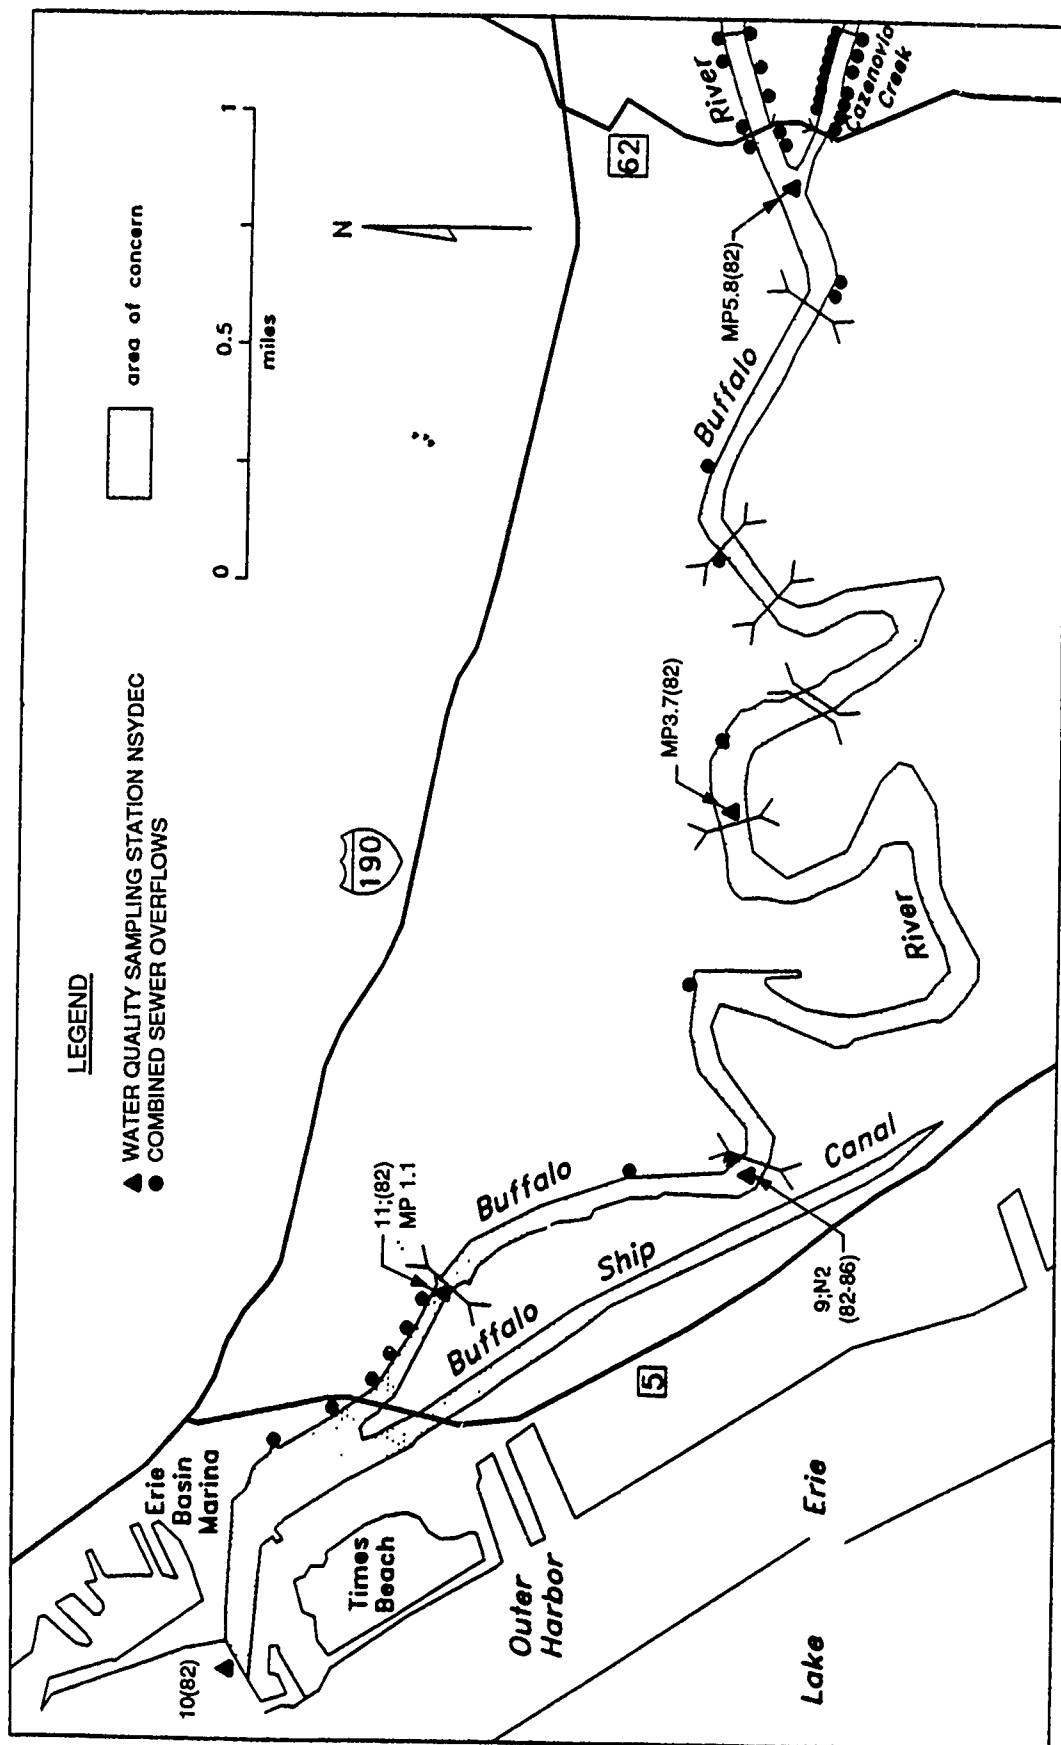 LEGEND
WATER QUALITY SAMPLING STATION NSYDEC
COMBINED SEWER OVERFLOWS
area of concern
0
0.5
1
miles
N
190
62
5
10(82)
Erie
Basin
Marina
Times
Beach
Outer
Harbor
Lake
Erie
11;(82)
MP 1.1
Buffalo
Buffalo
Ship
Canal
9;N2
(82-86)
River
MP3.7(82)
Buffalo
MP5.8(82)
River
Cazenovia
Creek